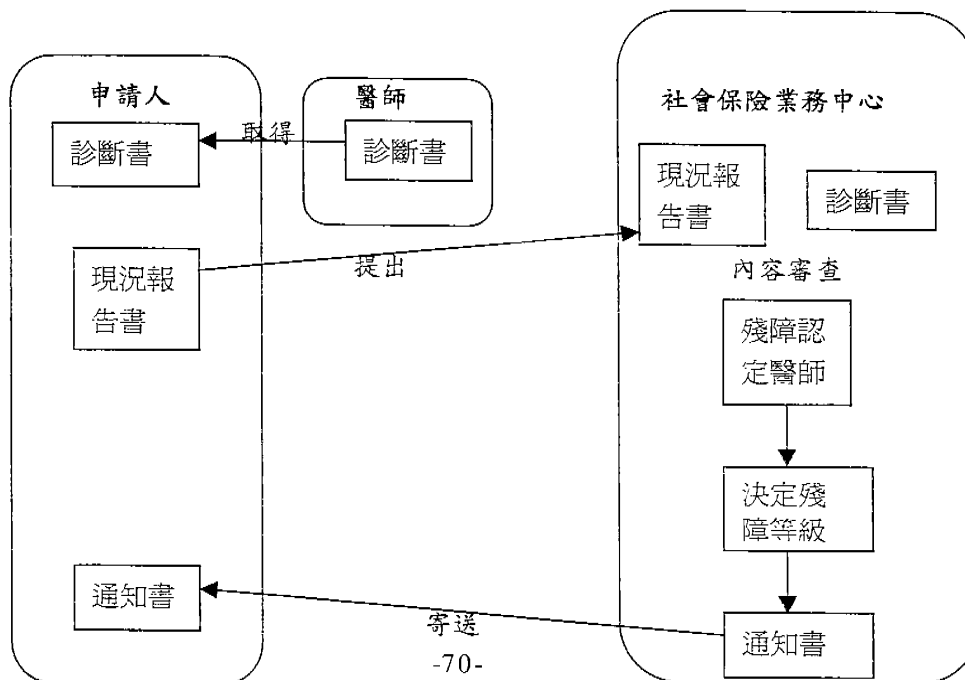 申請人
醫師
社會保險業務中心
診斷書
取得
診斷書
現況報
告書
診斷書
現況報
告書
提出
內容審查
殘障認
定醫師
決定殘
障等級
通知書
寄送
通知書
-70-